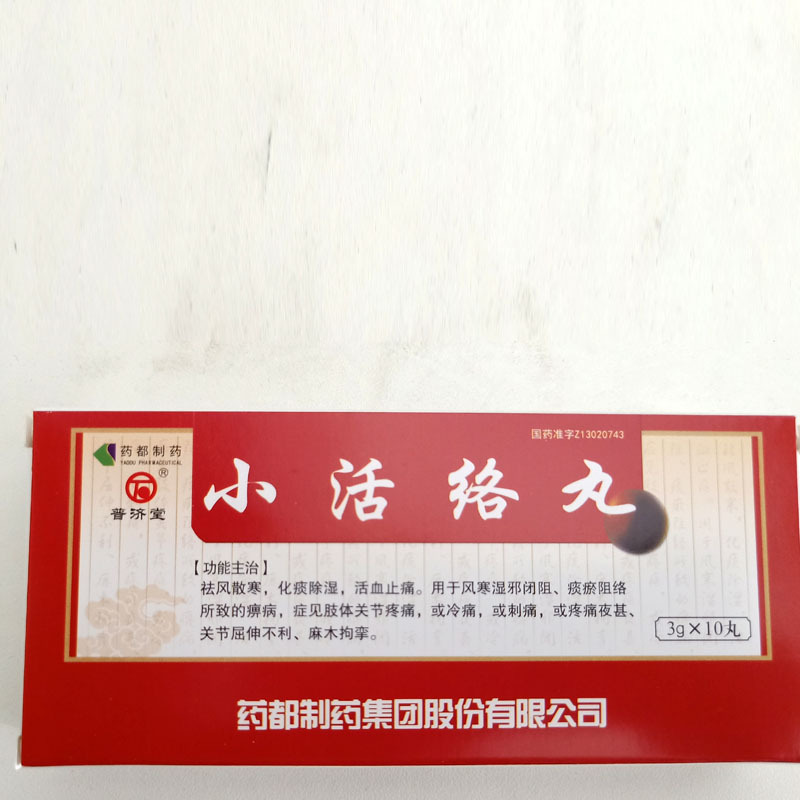 国药准字Z13020743
药都制药
YAODU PHARMACEUTICAL
®
普济堂
小活络丸
【功能主治】
祛风散寒，化痰除湿，活血止痛。用于风寒湿邪闭阻、痰瘀阻络
所致的痹病，症见肢体关节疼痛，或冷痛，或刺痛，或疼痛夜甚、
关节屈伸不利、麻木拘挛。
3g×10丸
药都制药集团股份有限公司